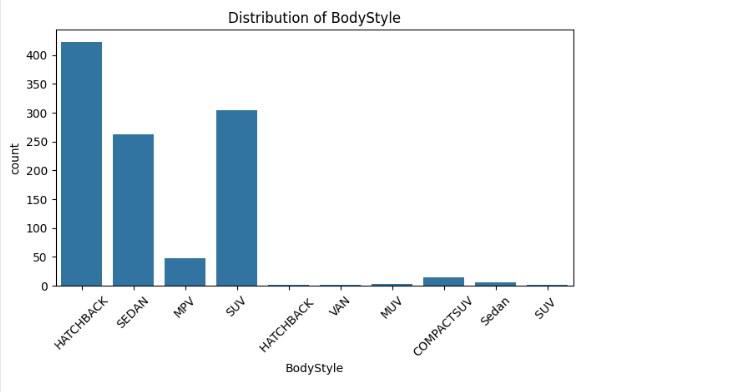 Distribution of BodyStyle
400
350
300
250
200
150
100
50
0
count
HATCHBACK
SEDAN
MPV
SUV
HATCHBACK
VAN
MUV
COMPACTSUV
Sedan
SUV
BodyStyle